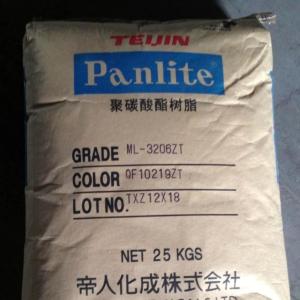 TEIJIN
Panlite
聚碳酸酯树脂
GRADE ML-3206ZT
COLOR QF10219ZT
LOT NO. TXZ12X18
NET 25 KGS
帝人化成株式会社